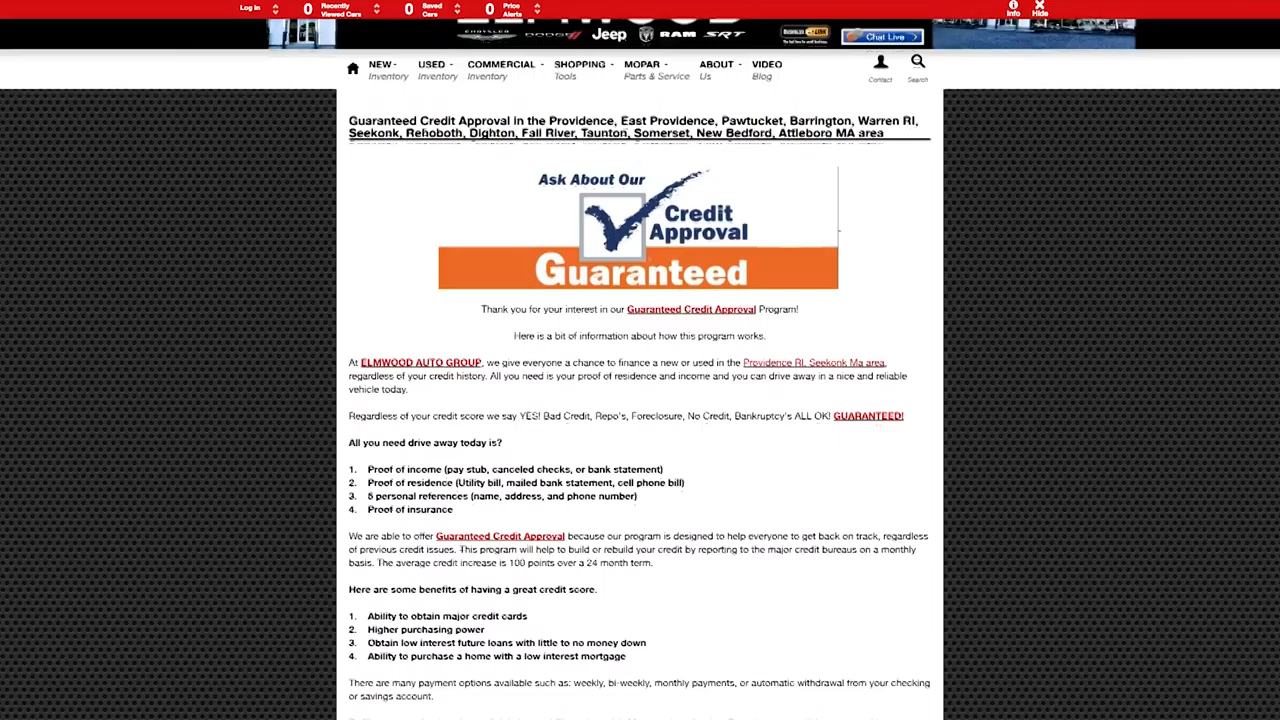 Log in 0 Recently Viewed Cars 0 Saved Cars 0 Price Alerts Info Hide
CHRYSLER DODGE Jeep RAM SRT Chat Live
NEW USED COMMERCIAL SHOPPING MOPAR ABOUT VIDEO
Inventory Inventory Inventory Tools Parts & Service Us Blog
Contact Search
Guaranteed Credit Approval in the Providence, East Providence, Pawtucket, Barrington, Warren RI,
Seekonk, Rehoboth, Dighton, Fall River, Taunton, Somerset, New Bedford, Attleboro MA area
Ask About Our
Credit
Approval
Guaranteed
Thank you for your interest in our Guaranteed Credit Approval Program!
Here is a bit of information about how this program works.
At ELMWOOD AUTO GROUP, we give everyone a chance to finance a new or used in the Providence RI, Seekonk Ma area,
regardless of your credit history. All you need is your proof of residence and income and you can drive away in a nice and reliable
vehicle today.
Regardless of your credit score we say YES! Bad Credit, Repo's, Foreclosure, No Credit, Bankruptcy's ALL OK! GUARANTEED!
All you need drive away today is?
1. Proof of income (pay stub, canceled checks, or bank statement)
2. Proof of residence (Utility bill, mailed bank statement, cell phone bill)
3. 5 personal references (name, address, and phone number)
4. Proof of insurance
We are able to offer Guaranteed Credit Approval because our program is designed to help everyone to get back on track, regardless
of previous credit issues. This program will help to build or rebuild your credit by reporting to the major credit bureaus on a monthly
basis. The average credit increase is 100 points over a 24 month term.
Here are some benefits of having a great credit score.
1. Ability to obtain major credit cards
2. Higher purchasing power
3. Obtain low interest future loans with little to no money down
4. Ability to purchase a home with a low interest mortgage
There are many payment options available such as: weekly, bi-weekly, monthly payments, or automatic withdrawal from your checking
or savings account.